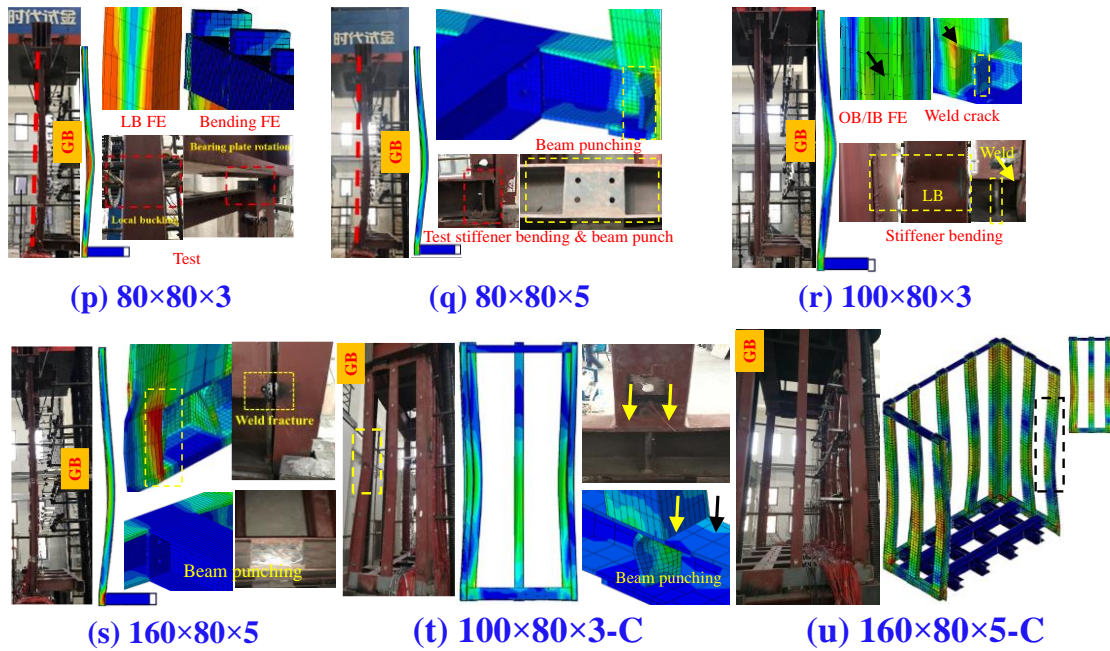 时代试金
GB
LB FE
Bending FE
Bearing plate rotation
Local buckling
Test
(p) 80×80×3
时代试金
GB
Beam punching
Test stiffener bending & beam punch
(q) 80×80×5
GB
OB/IB FE
Weld crack
Weld
LB
Stiffener bending
(r) 100×80×3
GB
Weld fracture
Beam punching
(s) 160×80×5
GB
Beam punching
(t) 100×80×3-C
GB
(u) 160×80×5-C